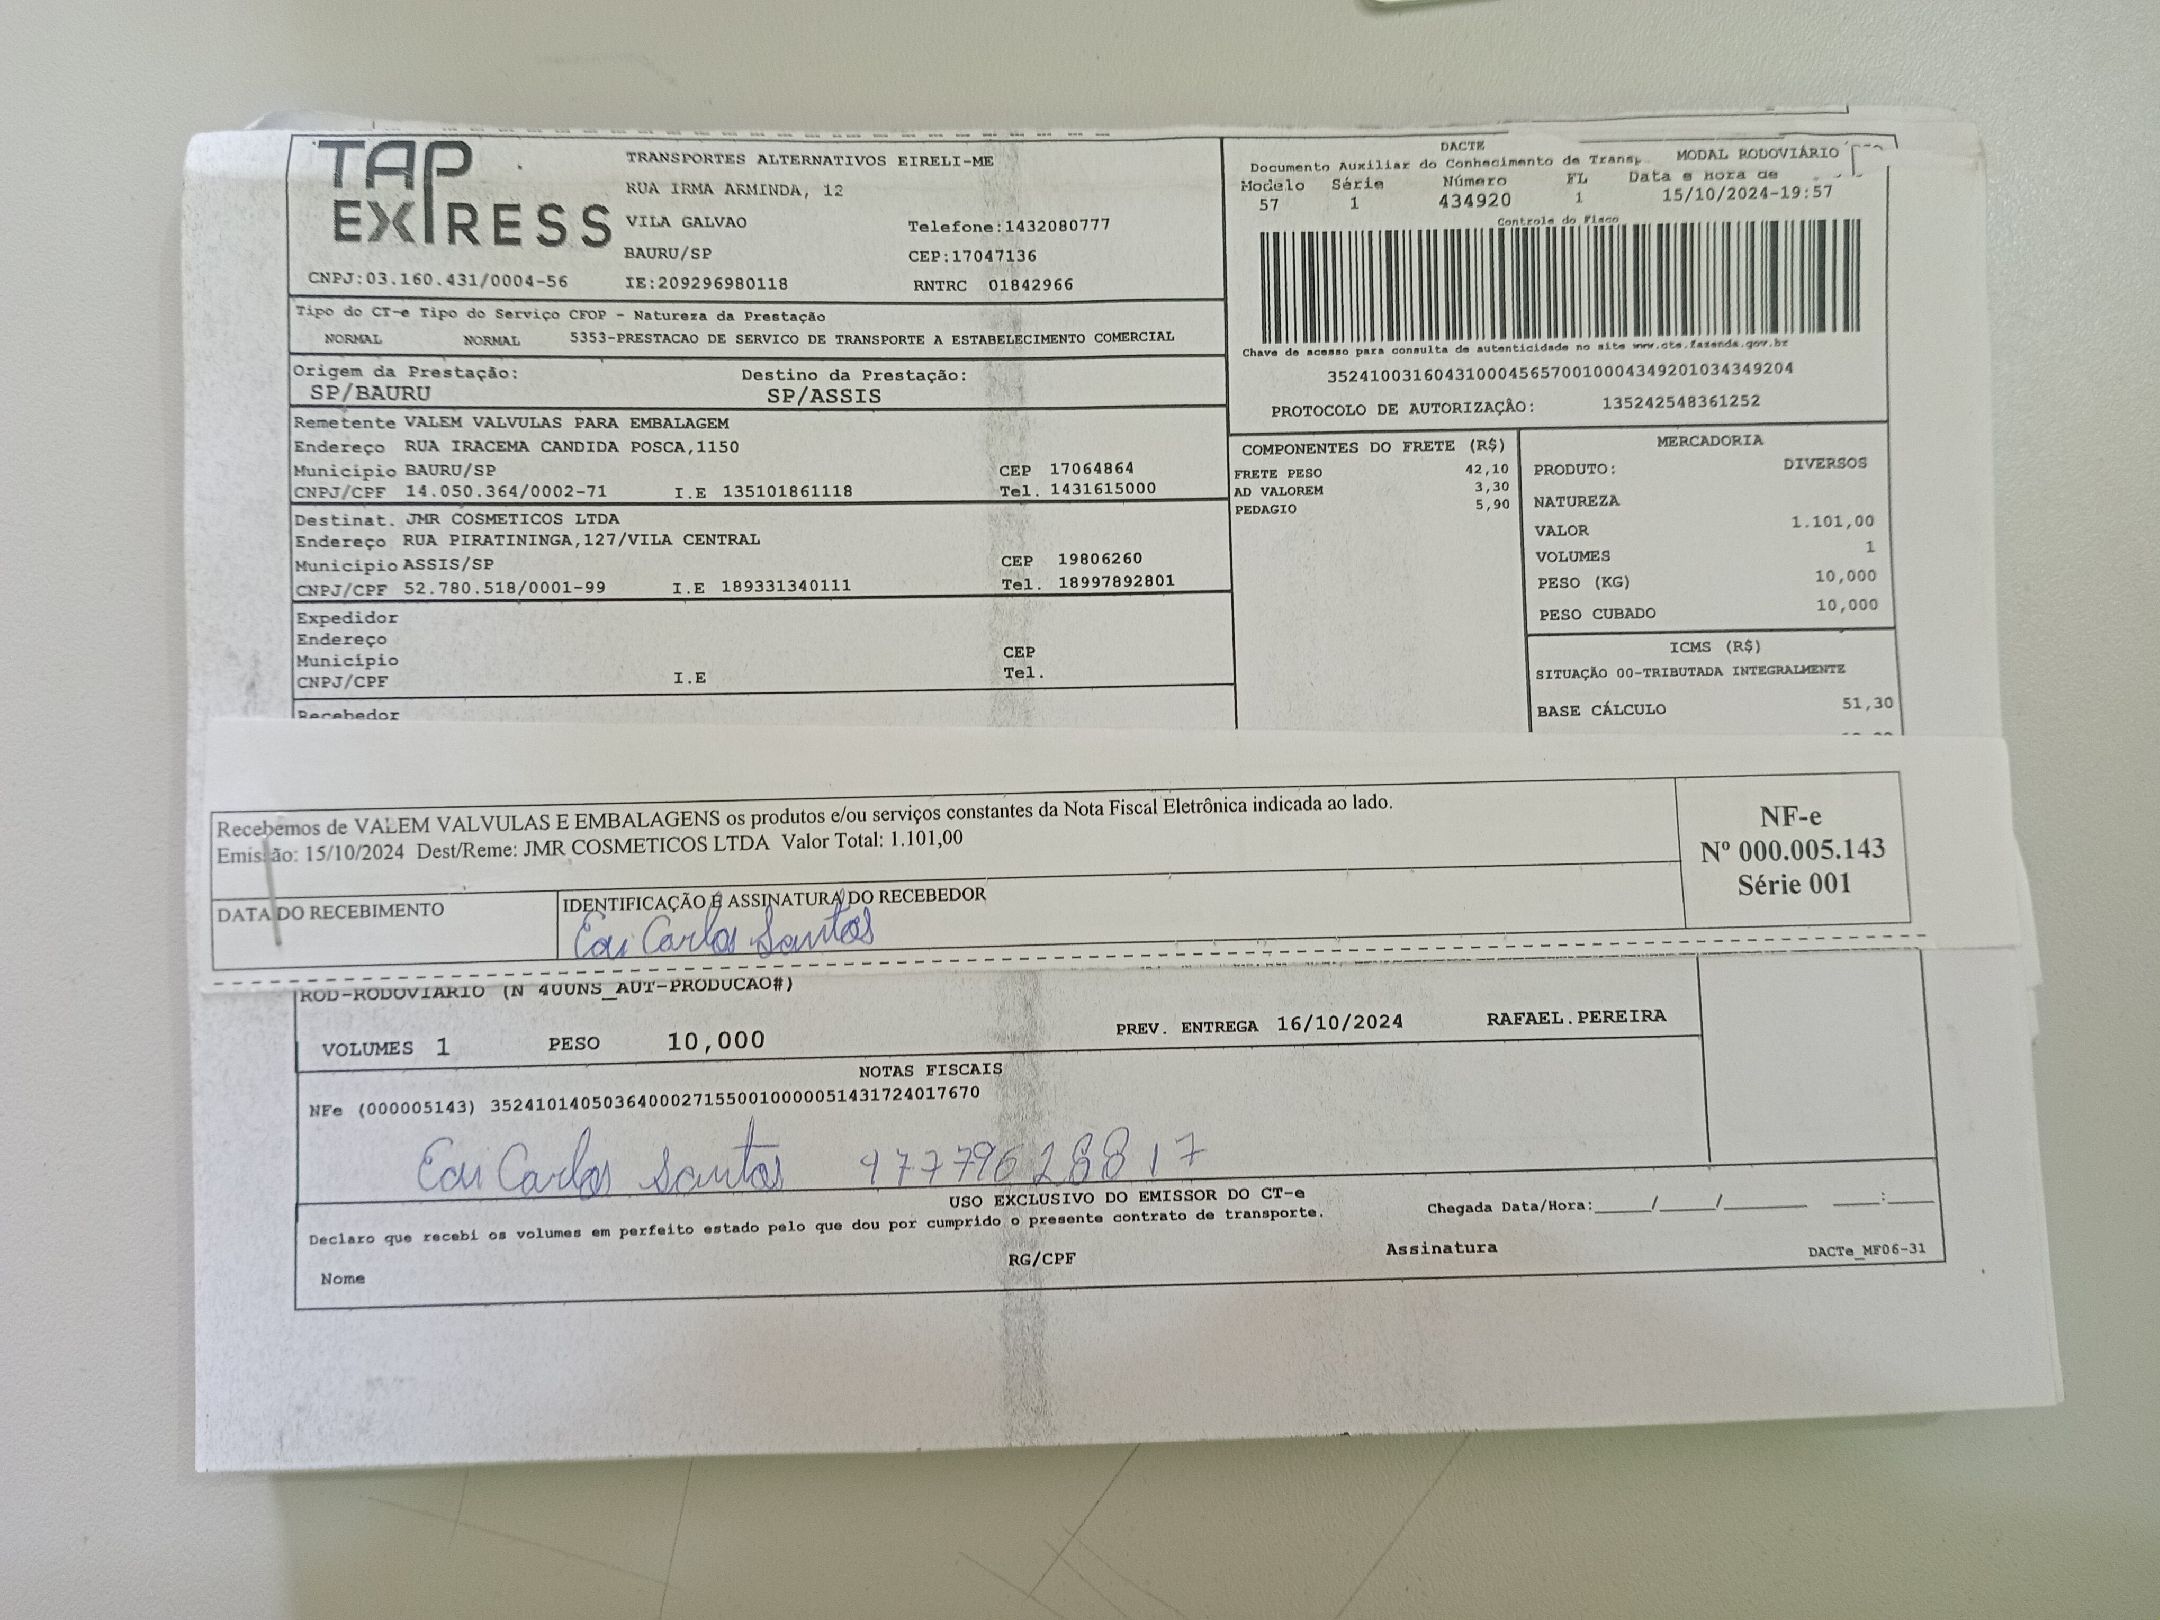 TAP EXPRESS
CNPJ:03.160.431/0004-56
TRANSPORTES ALTERNATIVOS EIRELI-ME
RUA IRMA ARMINDA, 12
VILA GALVAO Telefone:1432080777
BAURU/SP CEP:17047136
IE:209296980118 RNTRC 01842966
DACTE
Documento Auxiliar do Conhecimento de Transp MODAL RODOVIÁRIO
Modelo Série Número FL Data e Hora de
57 1 434920 1 15/10/2024-19:57
Controle do Fisco
Chave de acesso para consulta de autenticidade no site www.cte.fazenda.gov.br
35241003160431000456570010004349201034349204
PROTOCOLO DE AUTORIZAÇÃO: 135242548361252
Tipo do CT-e Tipo do Serviço CFOP - Natureza da Prestação
NORMAL NORMAL 5353-PRESTACAO DE SERVICO DE TRANSPORTE A ESTABELECIMENTO COMERCIAL
Origem da Prestação: Destino da Prestação:
SP/BAURU SP/ASSIS
Remetente VALEM VALVULAS PARA EMBALAGEM
Endereço RUA IRACEMA CANDIDA POSCA,1150
Município BAURU/SP CEP 17064864
CNPJ/CPF 14.050.364/0002-71 I.E 135101861118 Tel. 1431615000
Destinat. JMR COSMETICOS LTDA
Endereço RUA PIRATININGA,127/VILA CENTRAL
Município ASSIS/SP CEP 19806260
CNPJ/CPF 52.780.518/0001-99 I.E 189331340111 Tel. 18997892801
Expedidor
Endereço
Município CEP
CNPJ/CPF I.E Tel.
Recebedor
COMPONENTES DO FRETE (R$)
FRETE PESO 42,10
AD VALOREM 3,30
PEDAGIO 5,90
MERCADORIA
PRODUTO: DIVERSOS
NATUREZA
VALOR 1.101,00
VOLUMES 1
PESO (KG) 10,000
PESO CUBADO 10,000
ICMS (R$)
SITUAÇÃO 00-TRIBUTADA INTEGRALMENTE
BASE CÁLCULO 51,30
Recebemos de VALEM VALVULAS E EMBALAGENS os produtos e/ou serviços constantes da Nota Fiscal Eletrônica indicada ao lado.
Emissão: 15/10/2024 Dest/Reme: JMR COSMETICOS LTDA Valor Total: 1.101,00
DATA DO RECEBIMENTO
IDENTIFICAÇÃO E ASSINATURA DO RECEBEDOR
Carlos Santos
NF-e
Nº 000.005.143
Série 001
ROD-RODOVIARIO (N 400NS_AUT-PRODUCAO#)
VOLUMES 1 PESO 10,000 PREV. ENTREGA 16/10/2024 RAFAEL.PEREIRA
NOTAS FISCAIS
NFe (000005143) 35241014050364000271550010000051431724017670
Carlos Santos
USO EXCLUSIVO DO EMISSOR DO CT-e
Declaro que recebi os volumes em perfeito estado pelo que dou por cumprido o presente contrato de transporte. Chegada Data/Hora:_____/_____/_______ ____:____
Nome RG/CPF Assinatura DACTe_MF06-31